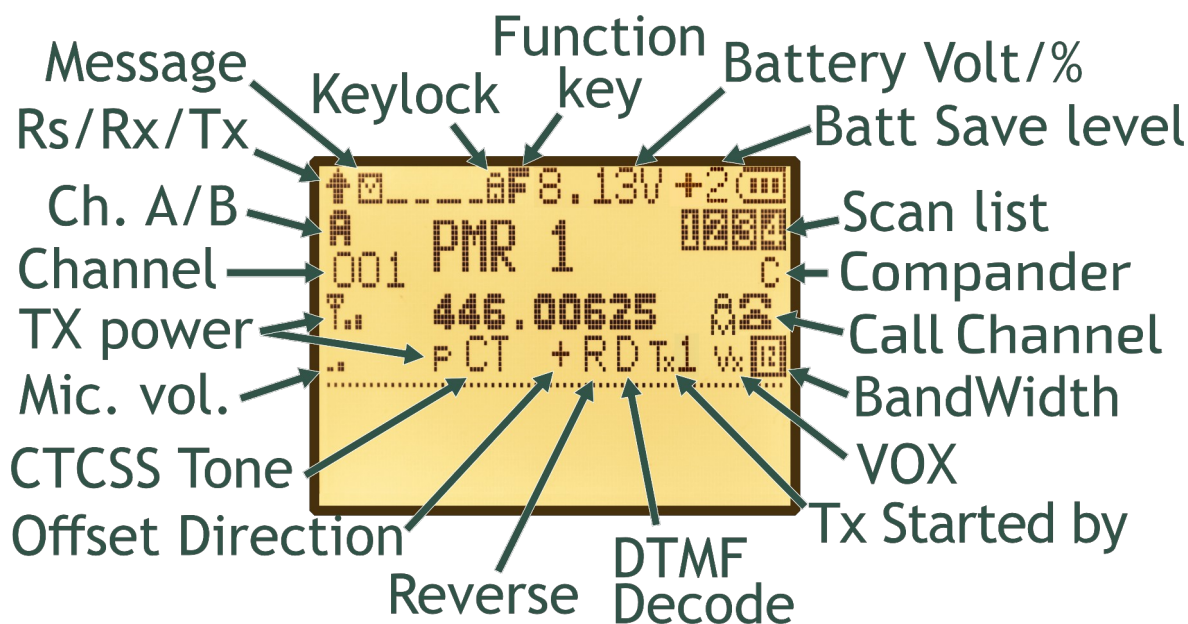 Function
key
Message
Keylock
Battery Volt/%
Rs/Rx/Tx
Batt Save level
F 8.13V +2
Ch. A/B
A
PMR 1
1234
Scan list
Channel
001
C
Compander
TX power
446.00625
Call Channel
P CT + R D Tx1 Vx
Mic. vol.
BandWidth
CTCSS Tone
VOX
Offset Direction
Tx Started by
Reverse
DTMF
Decode